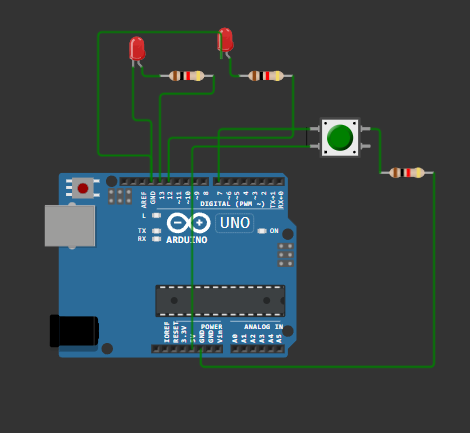 AREF
GND
13
12
~11
~10
~9
8
7
~6
~5
4
~3
2
TX→1
RX←0
DIGITAL (PWM ~)
L
TX
RX
ARDUINO
UNO
ON
IOREF
RESET
3.3V
5V
GND
GND
Vin
POWER
ANALOG IN
A0
A1
A2
A3
A4
A5